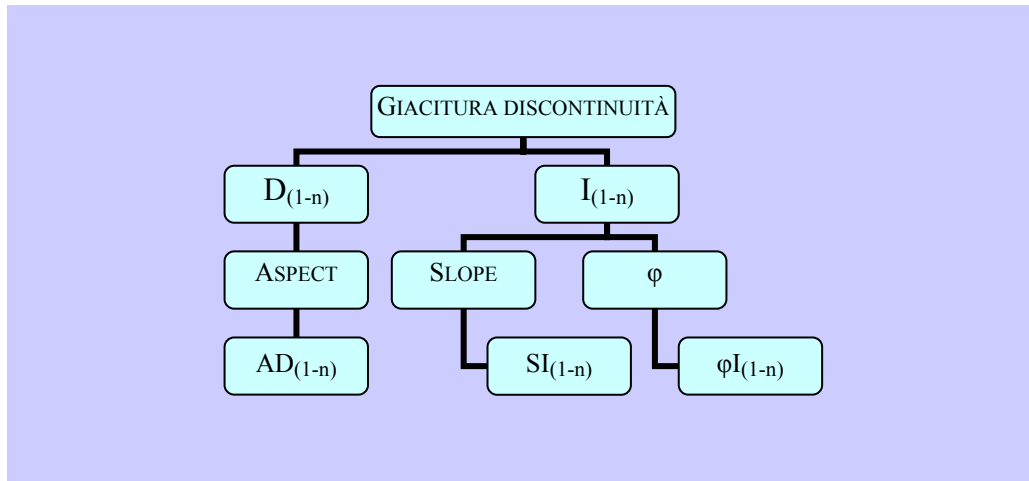 GIACITURA DISCONTINUITÀ
D(1-n)
I(1-n)
ASPECT
SLOPE
φ
AD(1-n)
SI(1-n)
φI(1-n)